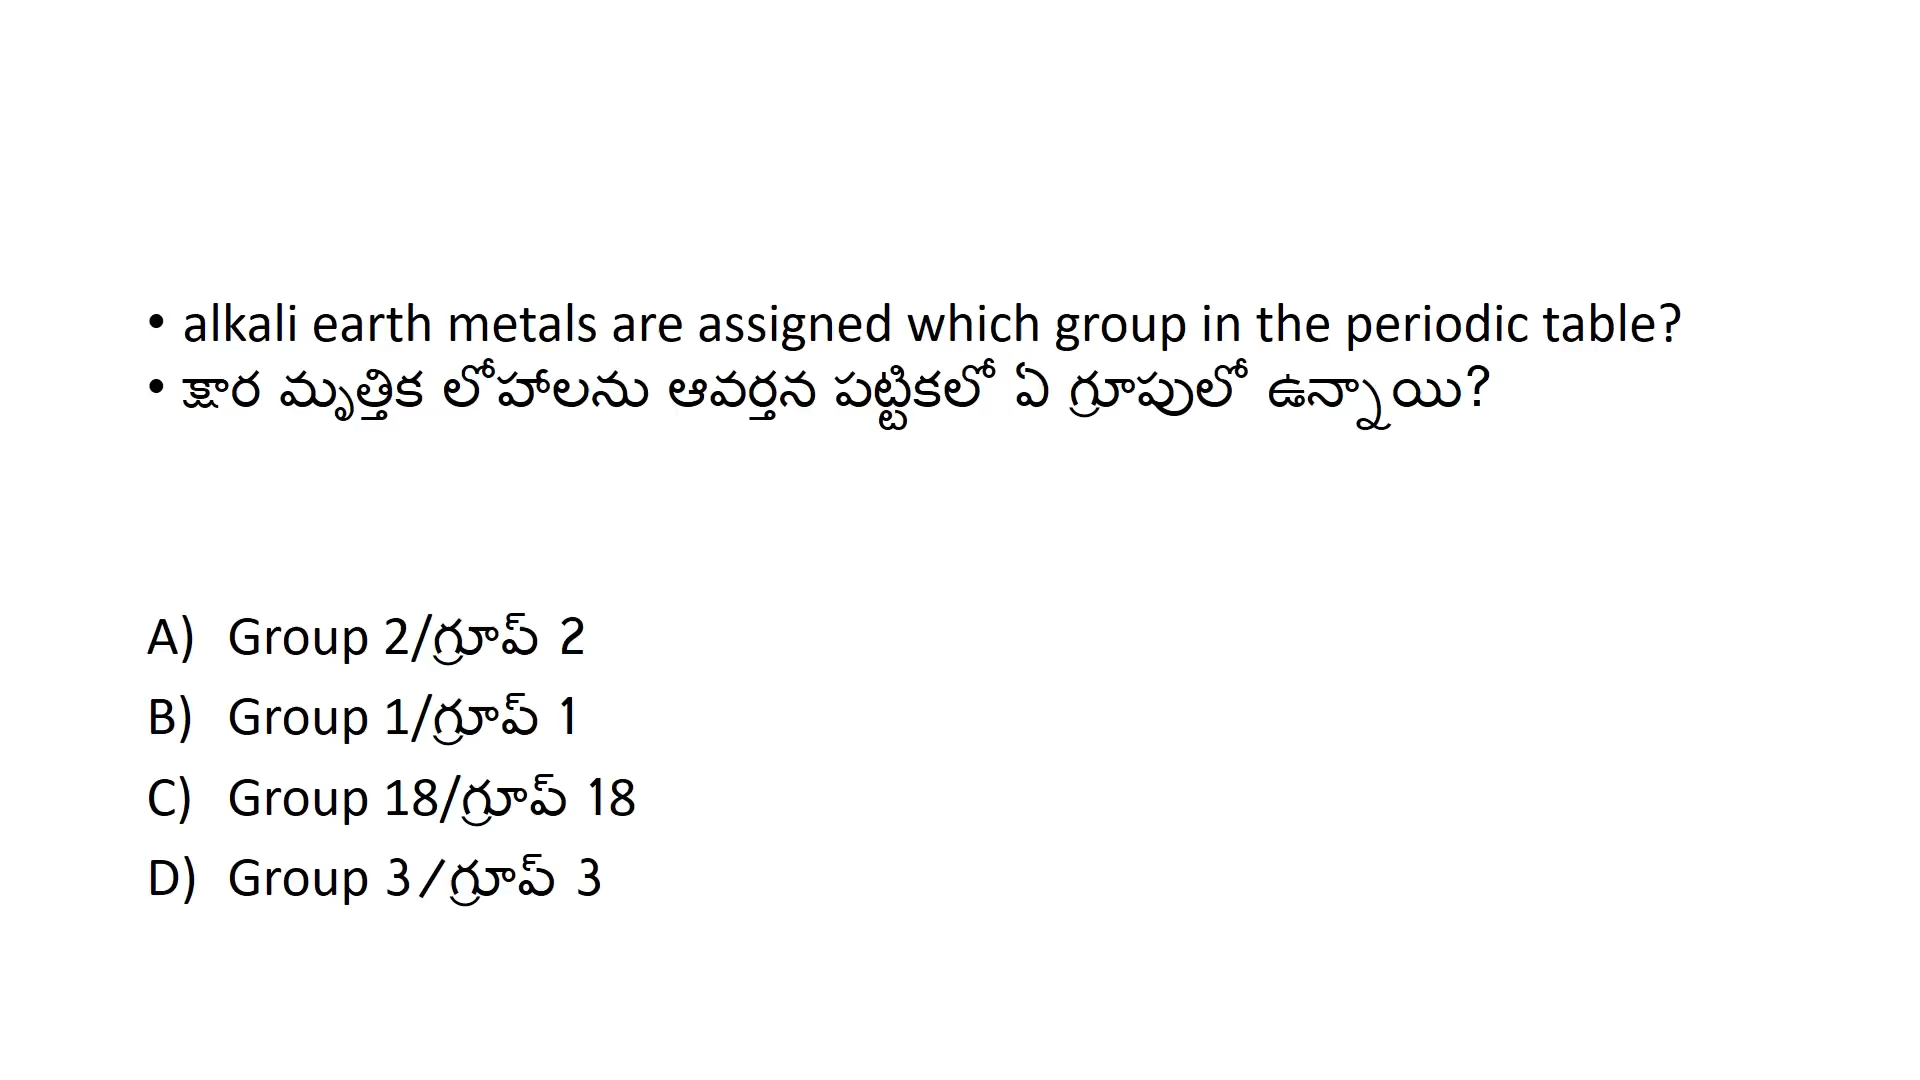 • alkali earth metals are assigned which group in the periodic table?
• క్షార మృత్తిక లోహాలను ఆవర్తన పట్టికలో ఏ గ్రూపులో ఉన్నాయి?
A) Group 2/గ్రూప్ 2
B) Group 1/గ్రూప్ 1
C) Group 18/గ్రూప్ 18
D) Group 3/గ్రూప్ 3